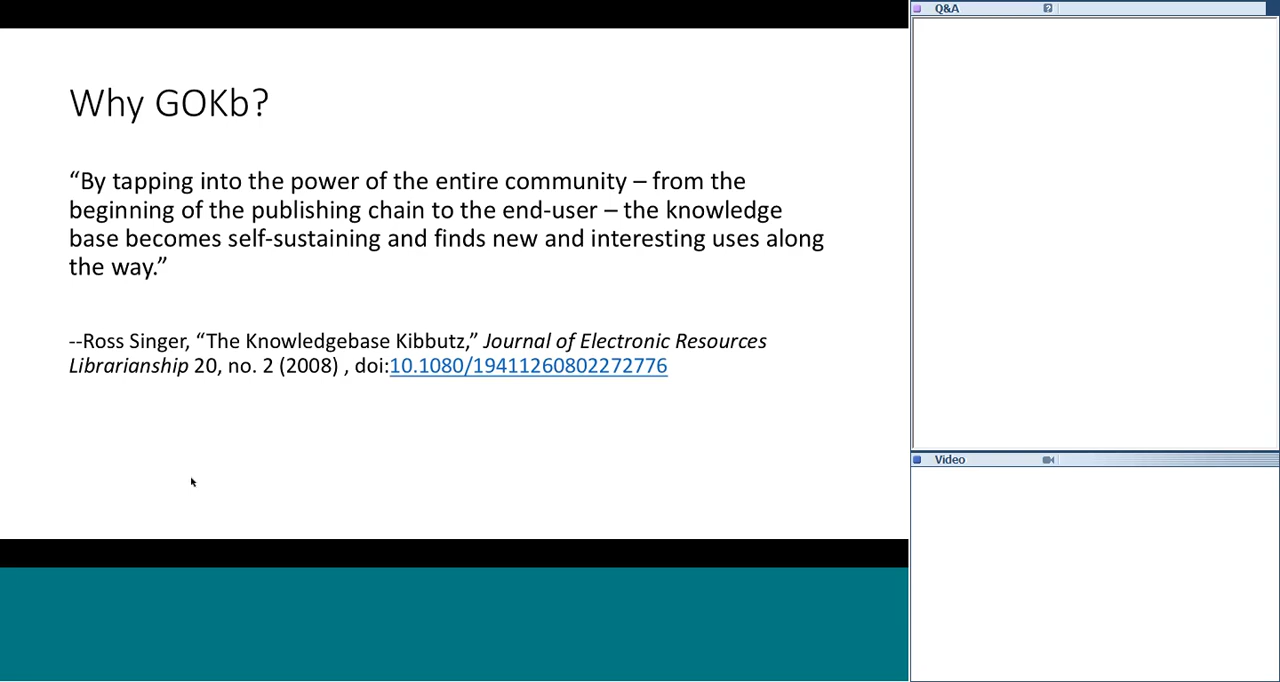 Why GOKb?
“By tapping into the power of the entire community – from the
beginning of the publishing chain to the end-user – the knowledge
base becomes self-sustaining and finds new and interesting uses along
the way.”
--Ross Singer, “The Knowledgebase Kibbutz,” Journal of Electronic Resources
Librarianship 20, no. 2 (2008) , doi:10.1080/19411260802272776
Q&A
Video